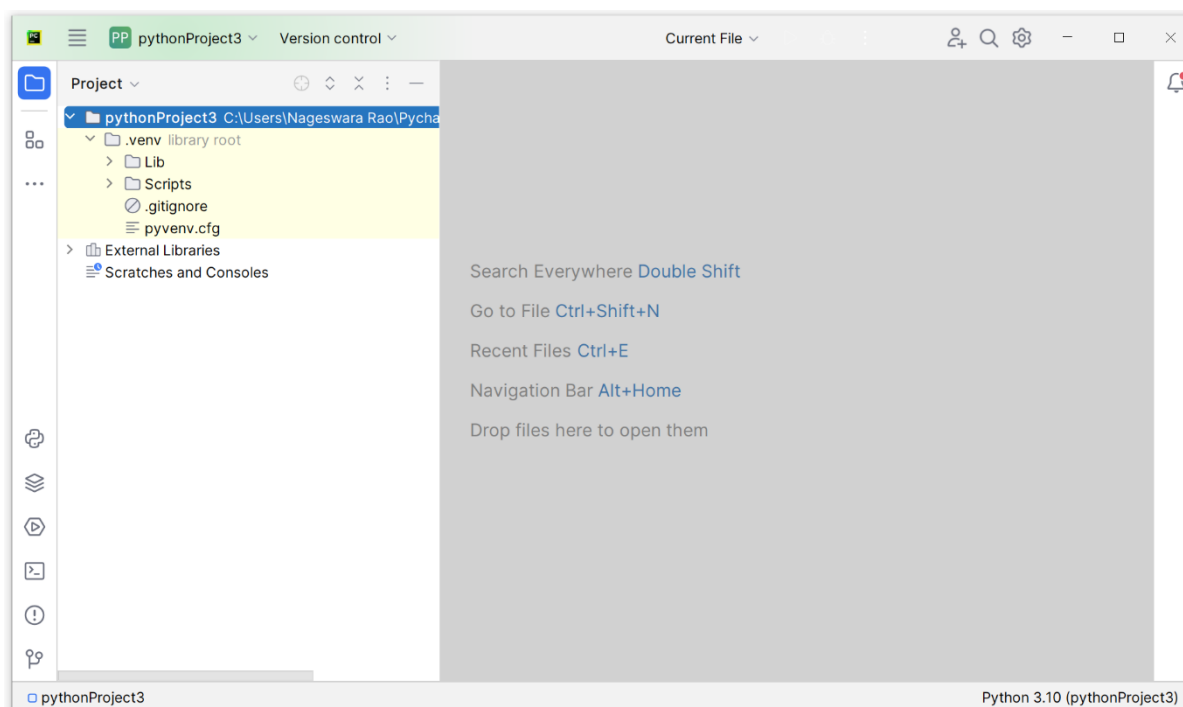 PC
PP pythonProject3 Version control Current File
Project
pythonProject3 C:\Users\Nageswara Rao\Pycha
.venv library root
Lib
Scripts
.gitignore
pyvenv.cfg
External Libraries
Scratches and Consoles
Search Everywhere Double Shift
Go to File Ctrl+Shift+N
Recent Files Ctrl+E
Navigation Bar Alt+Home
Drop files here to open them
pythonProject3 Python 3.10 (pythonProject3)